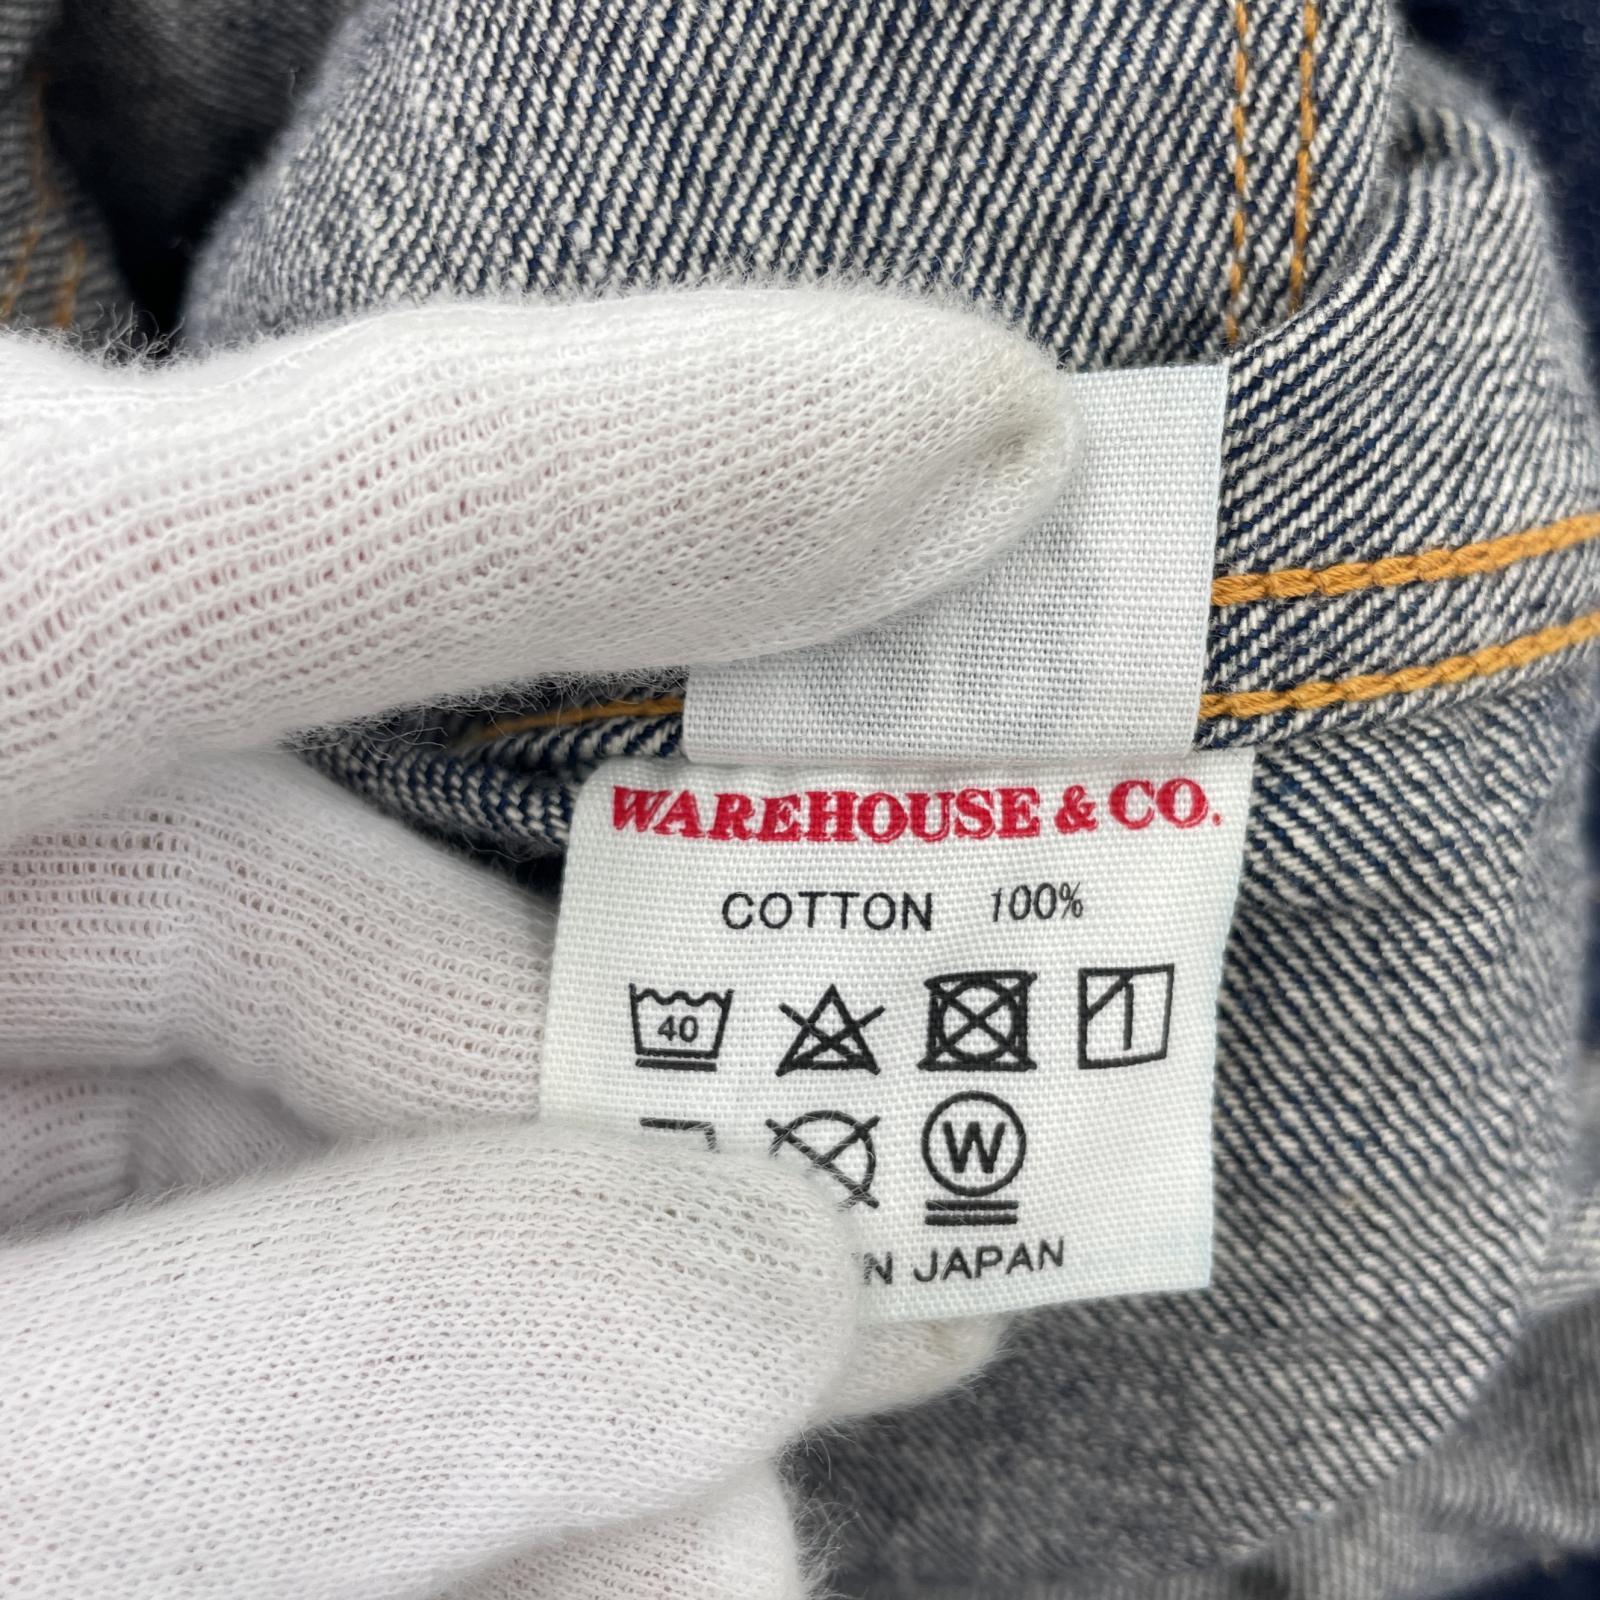 WAREHOUSE & CO.
COTTON 100%
40
W
JAPAN